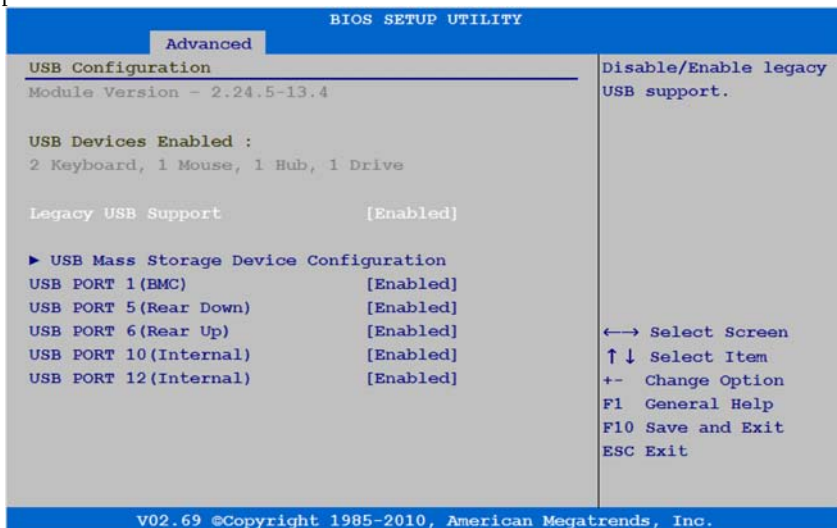 BIOS SETUP UTILITY
Advanced
USB Configuration
Module Version - 2.24.5-13.4
USB Devices Enabled :
2 Keyboard, 1 Mouse, 1 Hub, 1 Drive
Legacy USB Support [Enabled]
► USB Mass Storage Device Configuration
USB PORT 1(BMC) [Enabled]
USB PORT 5(Rear Down) [Enabled]
USB PORT 6(Rear Up) [Enabled]
USB PORT 10(Internal) [Enabled]
USB PORT 12(Internal) [Enabled]
Disable/Enable legacy
USB support.
←→ Select Screen
↑↓ Select Item
+- Change Option
F1 General Help
F10 Save and Exit
ESC Exit
V02.69 ©Copyright 1985-2010, American Megatrends, Inc.